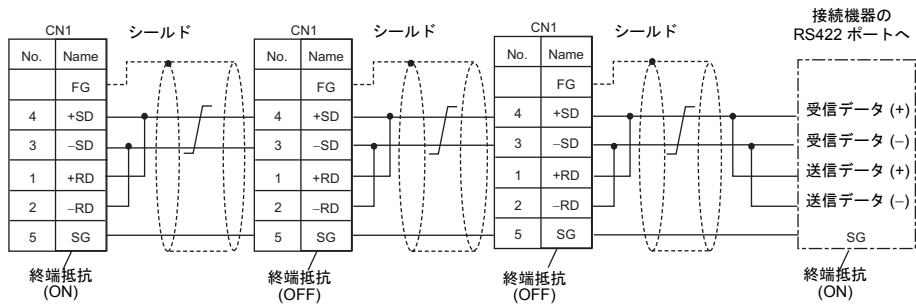 CN1
シールド
No. Name
FG
4 +SD
3 −SD
1 +RD
2 −RD
5 SG
終端抵抗
(ON)
CN1
シールド
No. Name
FG
4 +SD
3 −SD
1 +RD
2 −RD
5 SG
終端抵抗
(OFF)
CN1
シールド
No. Name
FG
4 +SD
3 −SD
1 +RD
2 −RD
5 SG
終端抵抗
(OFF)
接続機器の
RS422 ポートへ
受信データ (+)
受信データ (−)
送信データ (+)
送信データ (−)
SG
終端抵抗
(ON)